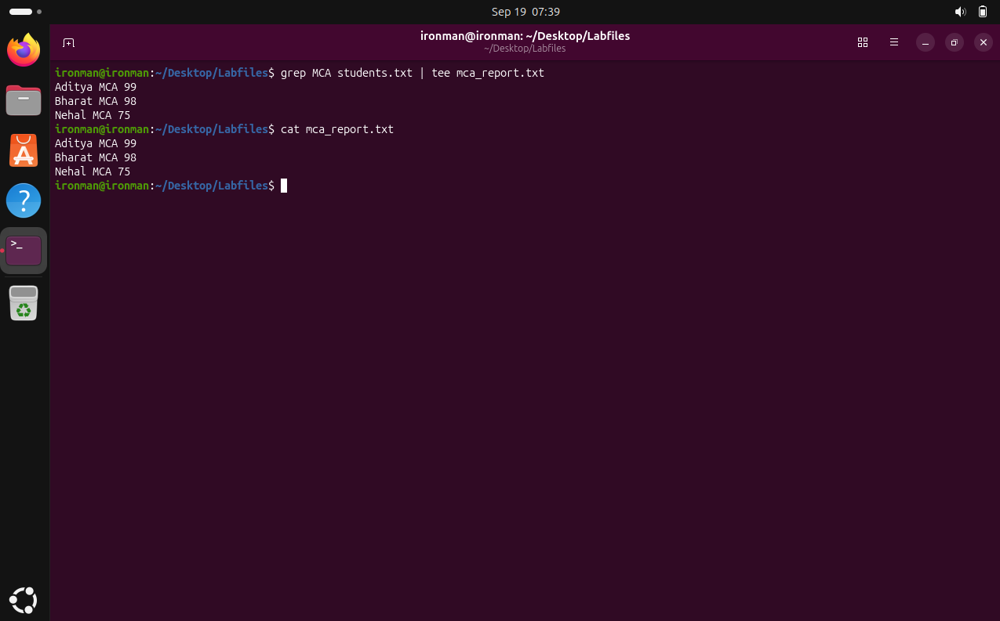 Sep 19 07:39
ironman@ironman: ~/Desktop/Labfiles
~/Desktop/Labfiles
ironman@ironman:~/Desktop/Labfiles$ grep MCA students.txt | tee mca_report.txt
Aditya MCA 99
Bharat MCA 98
Nehal MCA 75
ironman@ironman:~/Desktop/Labfiles$ cat mca_report.txt
Aditya MCA 99
Bharat MCA 98
Nehal MCA 75
ironman@ironman:~/Desktop/Labfiles$